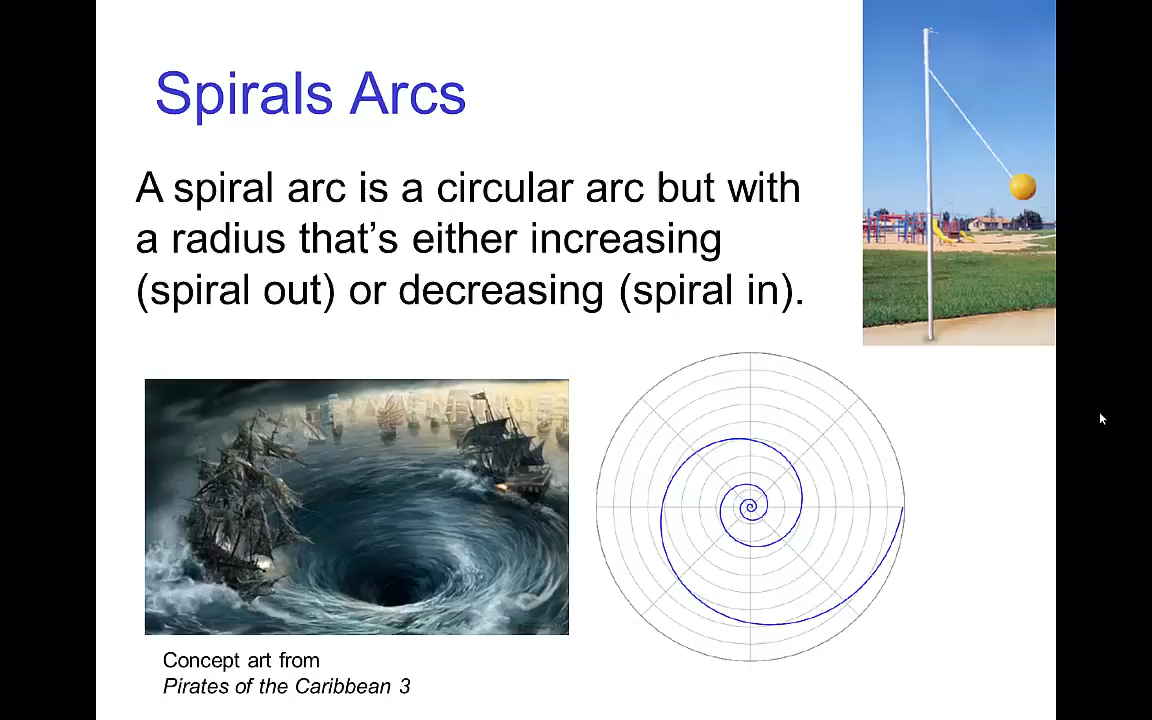 Spirals Arcs
A spiral arc is a circular arc but with
a radius that’s either increasing
(spiral out) or decreasing (spiral in).
Concept art from
Pirates of the Caribbean 3